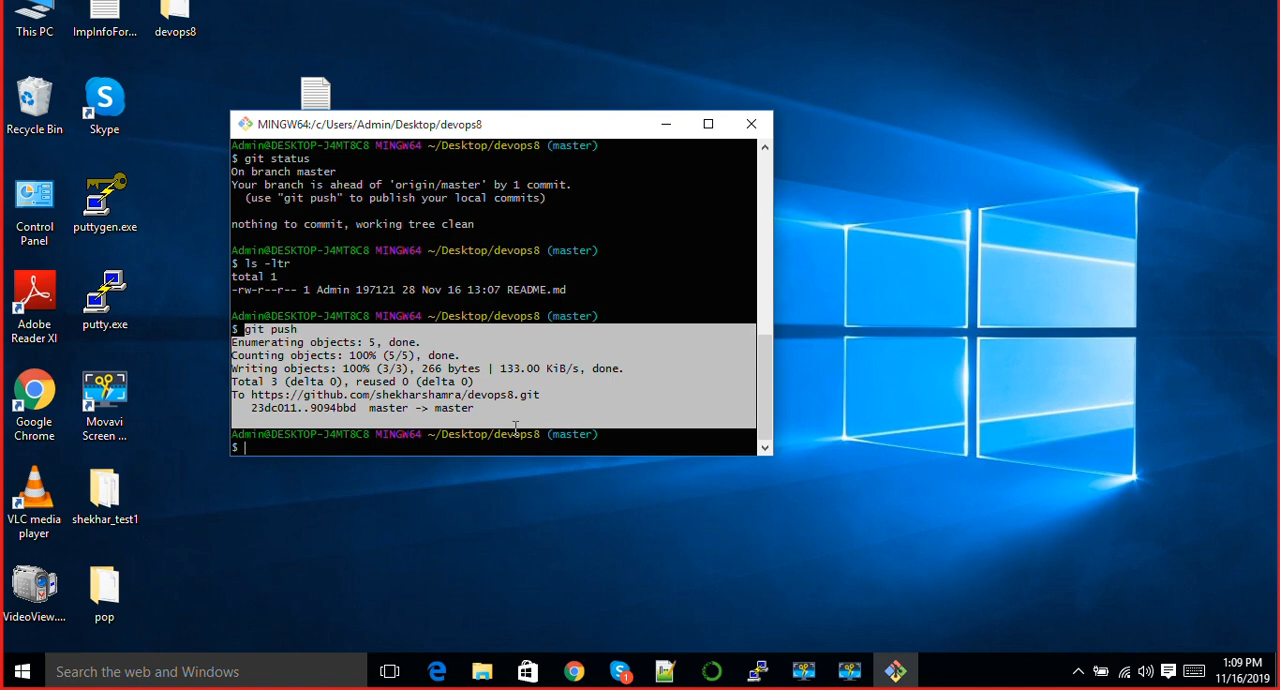 This PC
ImpInfoFor...
devops8
Recycle Bin
Skype
Control
Panel
puttygen.exe
Adobe
Reader XI
putty.exe
Google
Chrome
Movavi
Screen ...
VLC media
player
shekhar_test1
VideoView....
pop
MINGW64:/c/Users/Admin/Desktop/devops8
Admin@DESKTOP-J4MT8C8 MINGW64 ~/Desktop/devops8 (master)
$ git status
On branch master
Your branch is ahead of 'origin/master' by 1 commit.
(use "git push" to publish your local commits)
nothing to commit, working tree clean
Admin@DESKTOP-J4MT8C8 MINGW64 ~/Desktop/devops8 (master)
$ ls -ltr
total 1
-rw-r--r-- 1 Admin 197121 28 Nov 16 13:07 README.md
Admin@DESKTOP-J4MT8C8 MINGW64 ~/Desktop/devops8 (master)
$ git push
Enumerating objects: 5, done.
Counting objects: 100% (5/5), done.
Writing objects: 100% (3/3), 266 bytes | 133.00 KiB/s, done.
Total 3 (delta 0), reused 0 (delta 0)
To https://github.com/shekharshamra/devops8.git
23dc011..9094bbd  master -> master
Admin@DESKTOP-J4MT8C8 MINGW64 ~/Desktop/devops8 (master)
$
Search the web and Windows
1
1:09 PM
11/16/2019